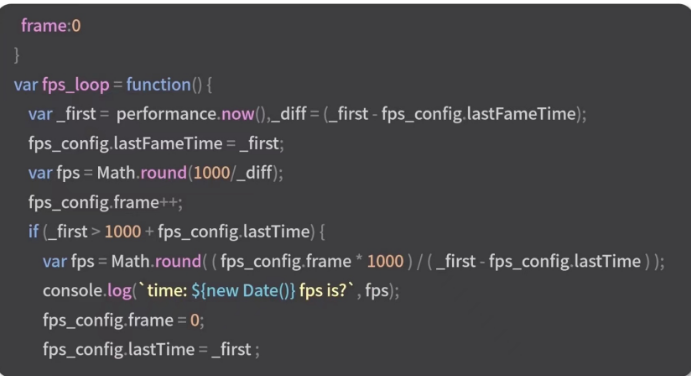 frame:0
}
var fps_loop = function() {
var _first = performance.now(),_diff = (_first - fps_config.lastFameTime);
fps_config.lastFameTime = _first;
var fps = Math.round(1000/_diff);
fps_config.frame++;
if (_first > 1000 + fps_config.lastTime) {
var fps = Math.round( ( fps_config.frame * 1000 ) / ( _first - fps_config.lastTime ) );
console.log(`time: ${new Date()} fps is?`, fps);
fps_config.frame = 0;
fps_config.lastTime = _first ;